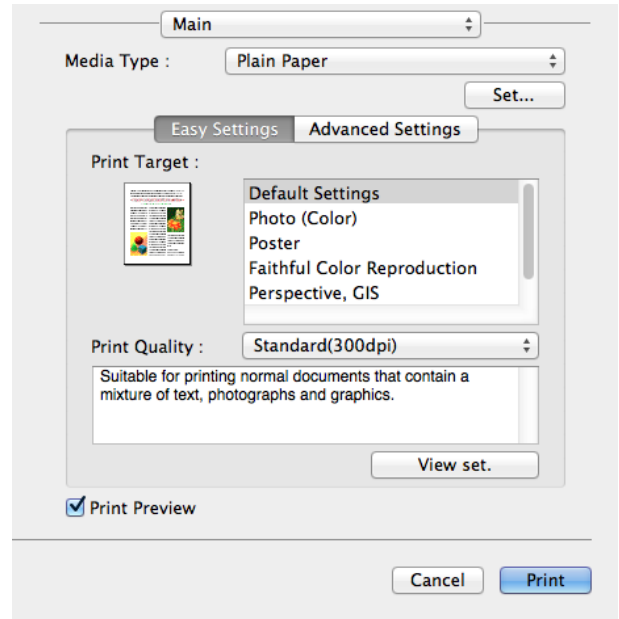 Main
Media Type : Plain Paper
Set...
Easy Settings Advanced Settings
Print Target :
Default Settings
Photo (Color)
Poster
Faithful Color Reproduction
Perspective, GIS
Print Quality : Standard(300dpi)
Suitable for printing normal documents that contain a
mixture of text, photographs and graphics.
View set.
Print Preview
Cancel Print